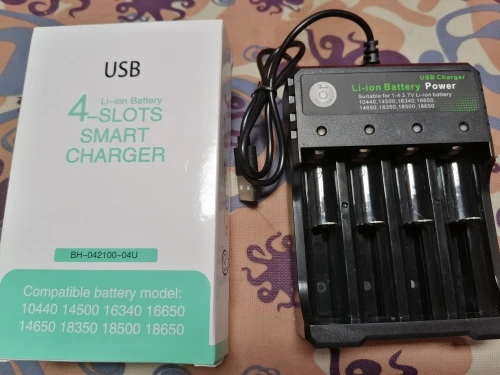 USB
Li-ion Battery
4-SLOTS
SMART
CHARGER
BH-042100-04U
Compatible battery model:
10440 14500 16340 16650
14650 18350 18500 18650
USB Charger
Li-ion Battery Power
Suitable for 1-4 3.7V Li-ion battery
10440,14500,16340,16650,
14650,18350,18500,18650